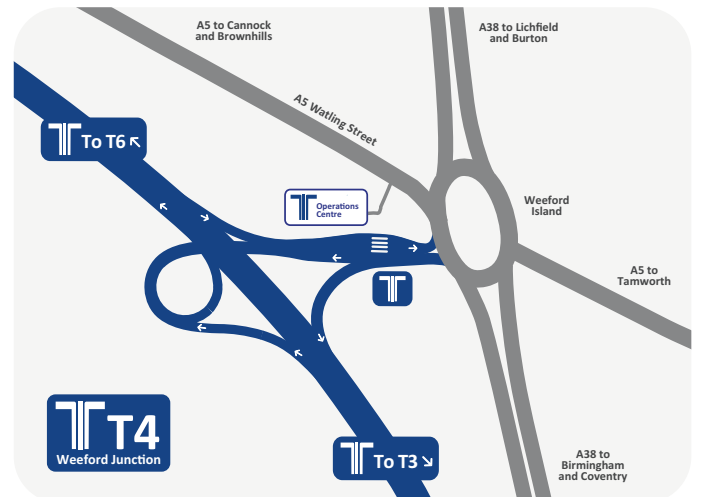 A5 to Cannock
and Brownhills
A38 to Lichfield
and Burton
A5 Watling Street
To T6
Operations
Centre
Weeford
Island
A5 to
Tamworth
T4
Weeford Junction
To T3
A38 to
Birmingham
and Coventry